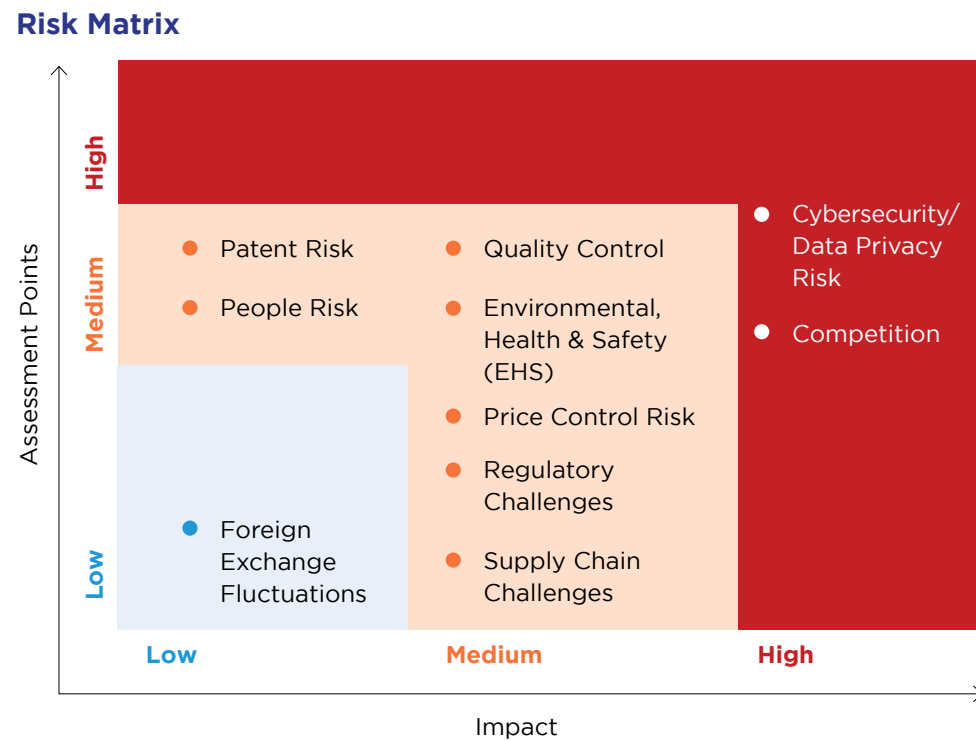 Risk Matrix
Assessment Points
High
Medium
Low
Patent Risk
People Risk
Foreign
Exchange
Fluctuations
Quality Control
Environmental,
Health & Safety
(EHS)
Price Control Risk
Regulatory
Challenges
Supply Chain
Challenges
Cybersecurity/
Data Privacy
Risk
Competition
Low
Medium
High
Impact